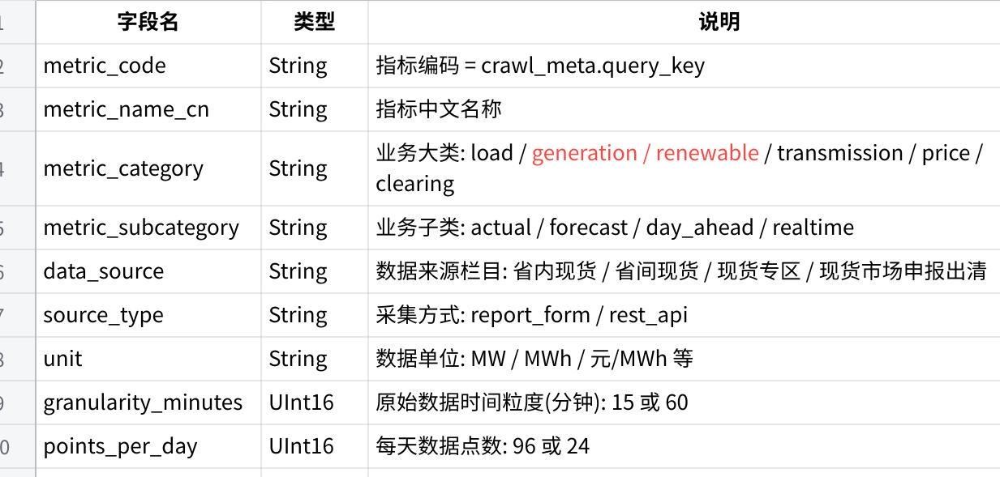 1 字段名 类型 说明
2 metric_code String 指标编码 = crawl_meta.query_key
3 metric_name_cn String 指标中文名称
4 metric_category String 业务大类: load / generation / renewable / transmission / price /
clearing
5 metric_subcategory String 业务子类: actual / forecast / day_ahead / realtime
6 data_source String 数据来源栏目: 省内现货 / 省间现货 / 现货专区 / 现货市场申报出清
7 source_type String 采集方式: report_form / rest_api
8 unit String 数据单位: MW / MWh / 元/MWh 等
9 granularity_minutes UInt16 原始数据时间粒度(分钟): 15 或 60
0 points_per_day UInt16 每天数据点数: 96 或 24